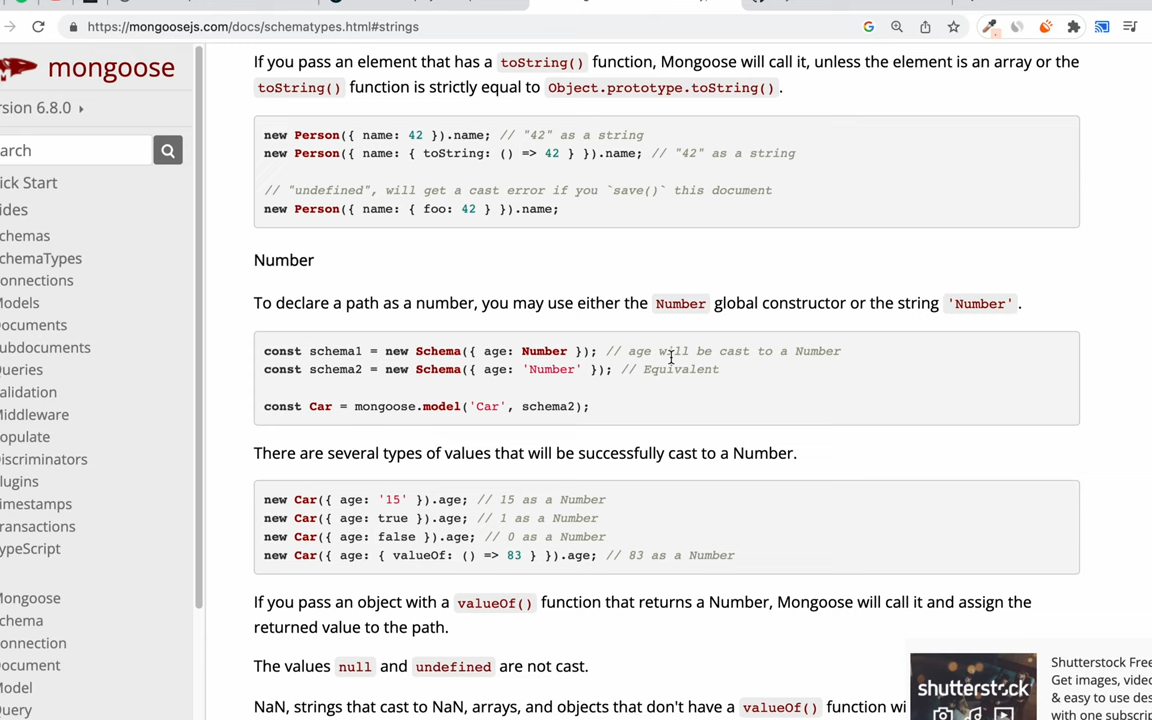 https://mongoosejs.com/docs/schematypes.html#strings
mongoose
rsion 6.8.0
arch
ick Start
ides
chemas
chemaTypes
onnections
Models
Documents
ubdocuments
Queries
alidation
Middleware
opulate
Discriminators
lugins
imestamps
ransactions
ypeScript
Mongoose
chema
onnection
Document
Model
Query
If you pass an element that has a toString() function, Mongoose will call it, unless the element is an array or the
toString() function is strictly equal to Object.prototype.toString().
new Person({ name: 42 }).name; // "42" as a string
new Person({ name: { toString: () => 42 } }).name; // "42" as a string
// "undefined", will get a cast error if you `save()` this document
new Person({ name: { foo: 42 } }).name;
Number
To declare a path as a number, you may use either the Number global constructor or the string 'Number'.
const schema1 = new Schema({ age: Number }); // age will be cast to a Number
const schema2 = new Schema({ age: 'Number' }); // Equivalent
const Car = mongoose.model('Car', schema2);
There are several types of values that will be successfully cast to a Number.
new Car({ age: '15' }).age; // 15 as a Number
new Car({ age: true }).age; // 1 as a Number
new Car({ age: false }).age; // 0 as a Number
new Car({ age: { valueOf: () => 83 } }).age; // 83 as a Number
If you pass an object with a valueOf() function that returns a Number, Mongoose will call it and assign the
returned value to the path.
The values null and undefined are not cast.
NaN, strings that cast to NaN, arrays, and objects that don't have a valueOf() function wi
shutterstock
Shutterstock Free
Get images, video
& easy to use des
with one subscrip